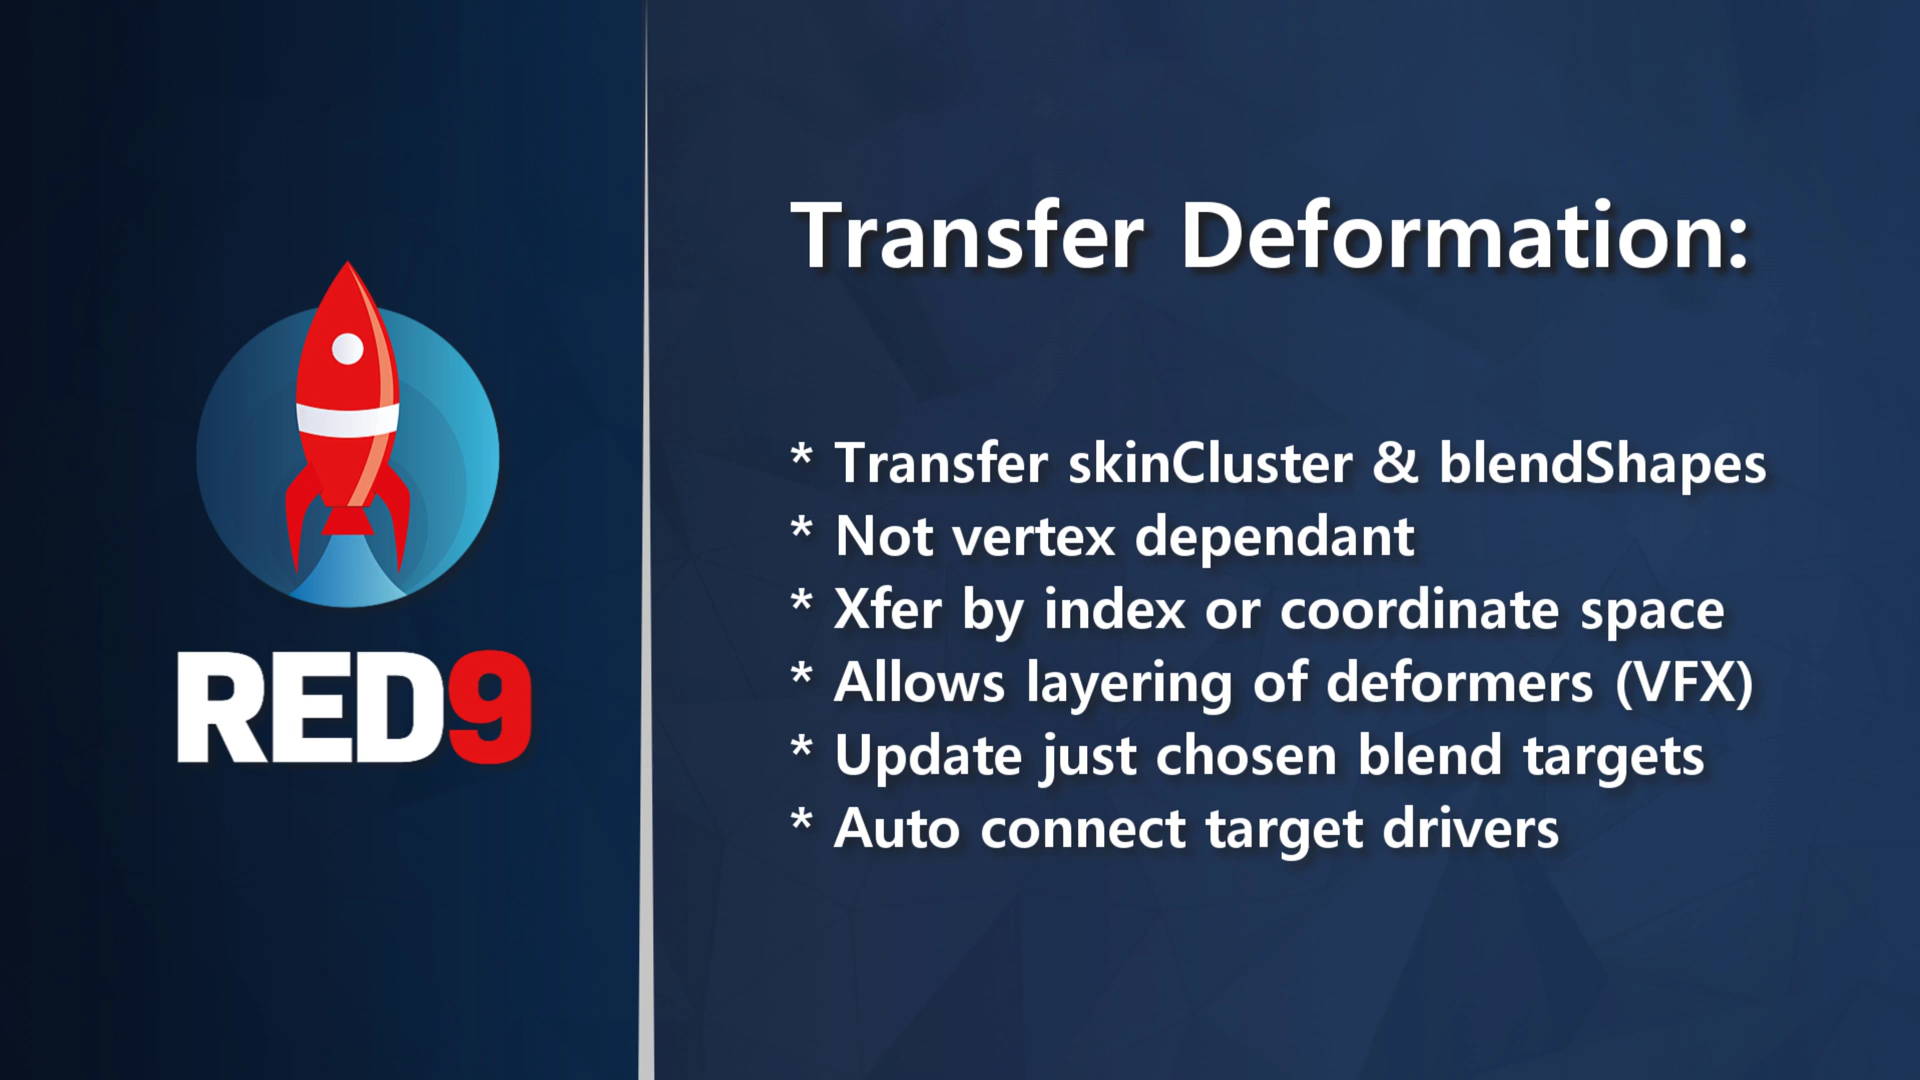 RED9
Transfer Deformation:
* Transfer skinCluster & blendShapes
* Not vertex dependant
* Xfer by index or coordinate space
* Allows layering of deformers (VFX)
* Update just chosen blend targets
* Auto connect target drivers